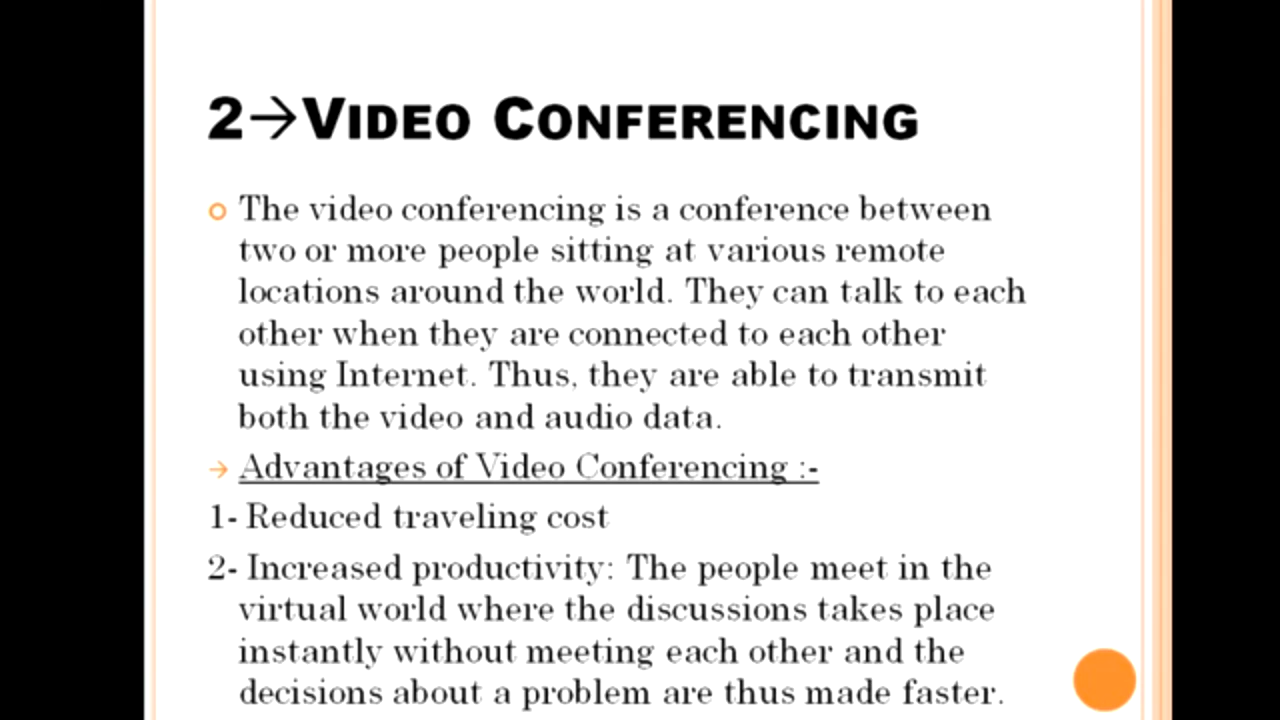 2→VIDEO CONFERENCING
The video conferencing is a conference between
two or more people sitting at various remote
locations around the world. They can talk to each
other when they are connected to each other
using Internet. Thus, they are able to transmit
both the video and audio data.
→ Advantages of Video Conferencing :-
1- Reduced traveling cost
2- Increased productivity: The people meet in the
virtual world where the discussions takes place
instantly without meeting each other and the
decisions about a problem are thus made faster.